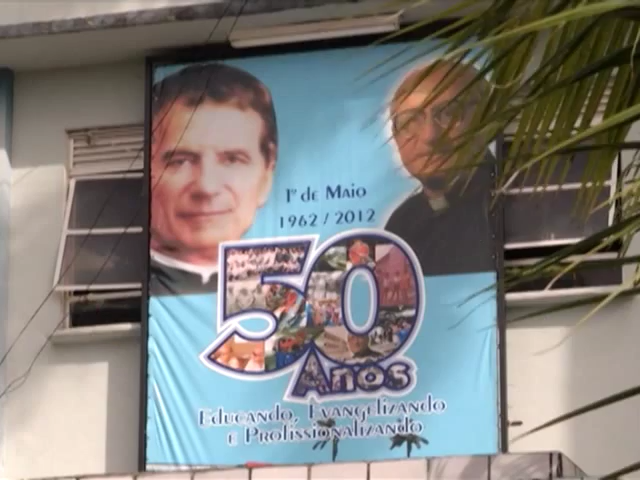 1º de Maio
1962 / 2012
50
Anos
Educando, Evangelizando
e Profissionalizando